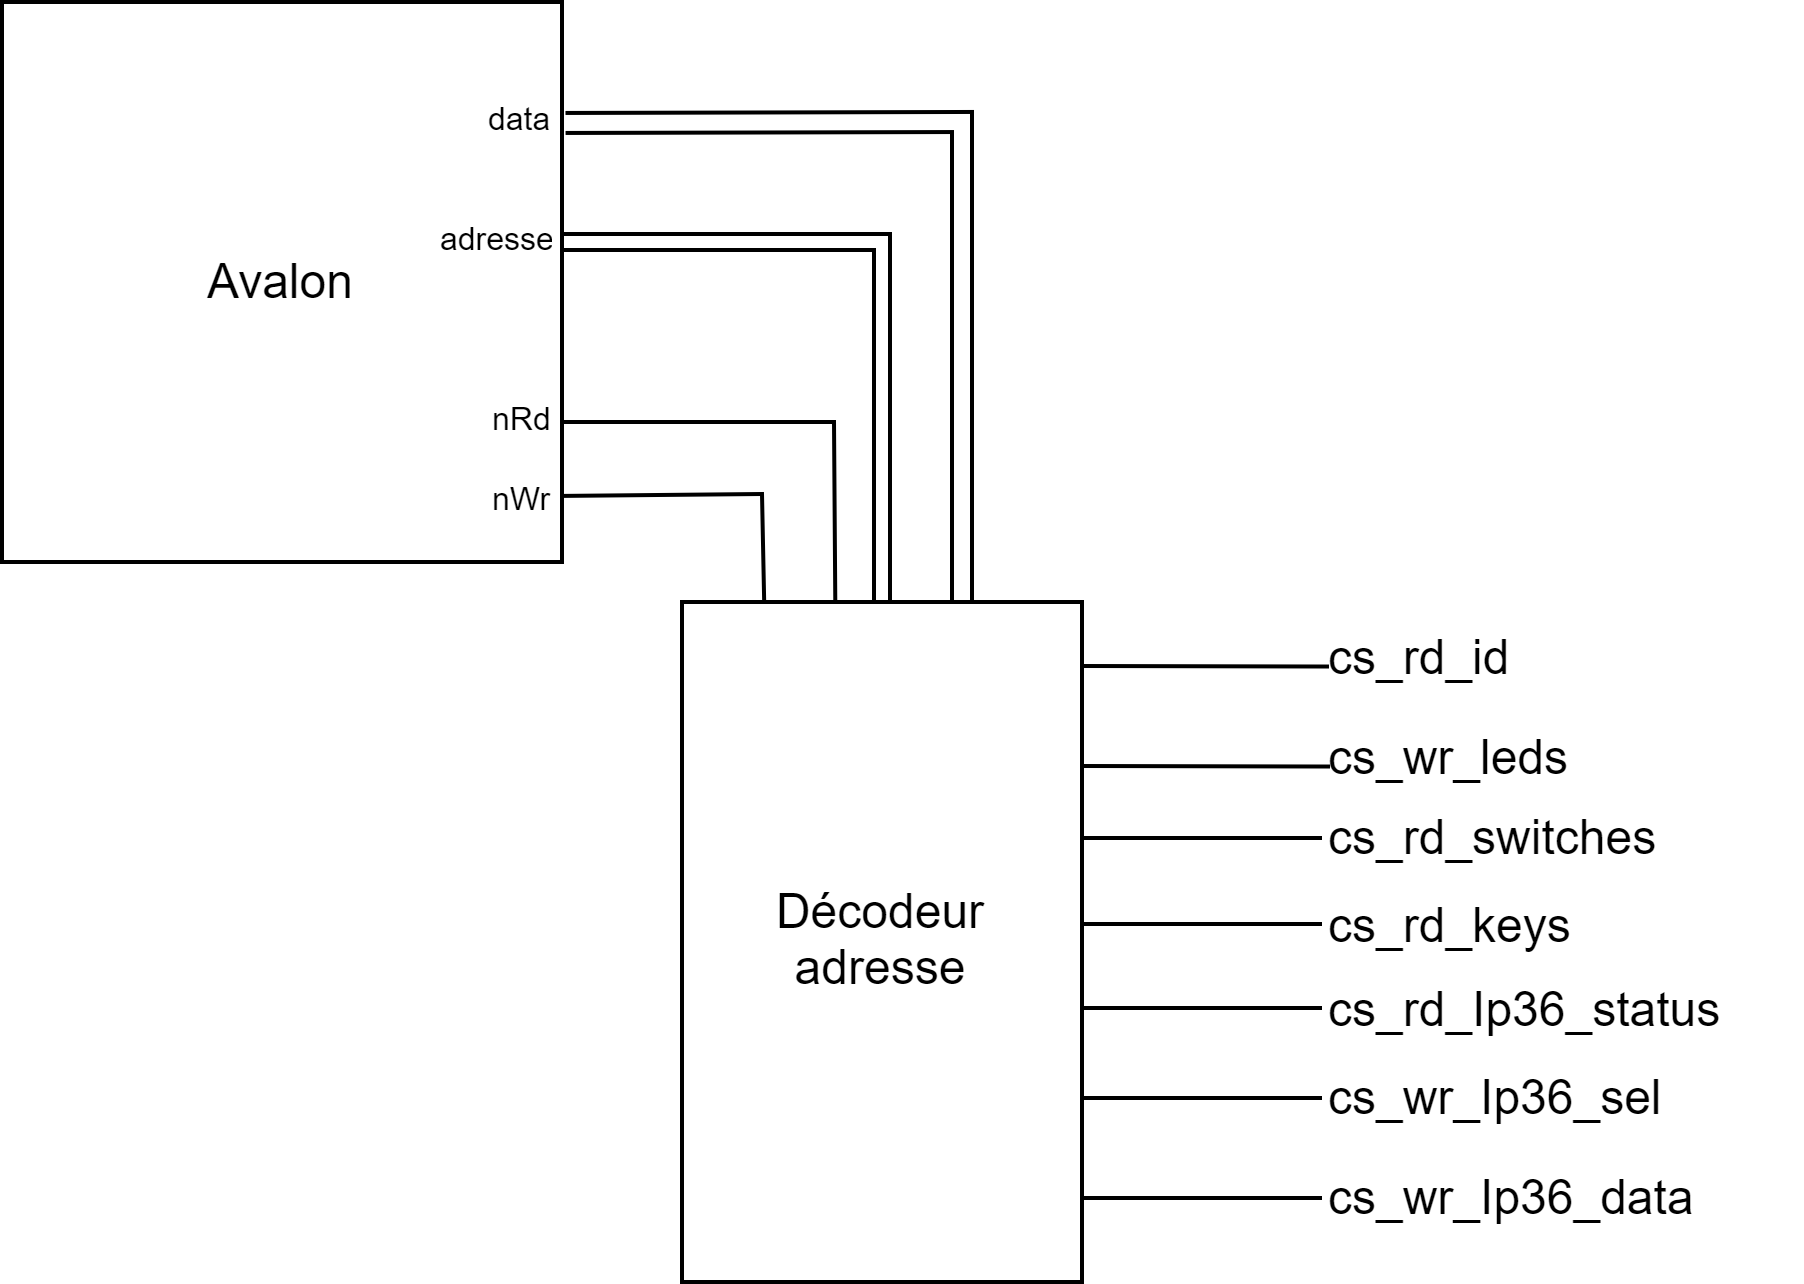 data
adresse
Avalon
nRd
nWr
cs_rd_id
cs_wr_leds
cs_rd_switches
cs_rd_keys
Décodeur
adresse
cs_rd_lp36_status
cs_wr_lp36_sel
cs_wr_lp36_data